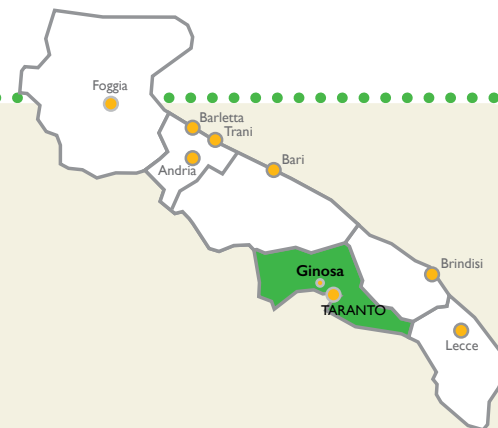 Foggia
Barletta
Trani
Andria
Bari
Ginosa
Brindisi
TARANTO
Lecce